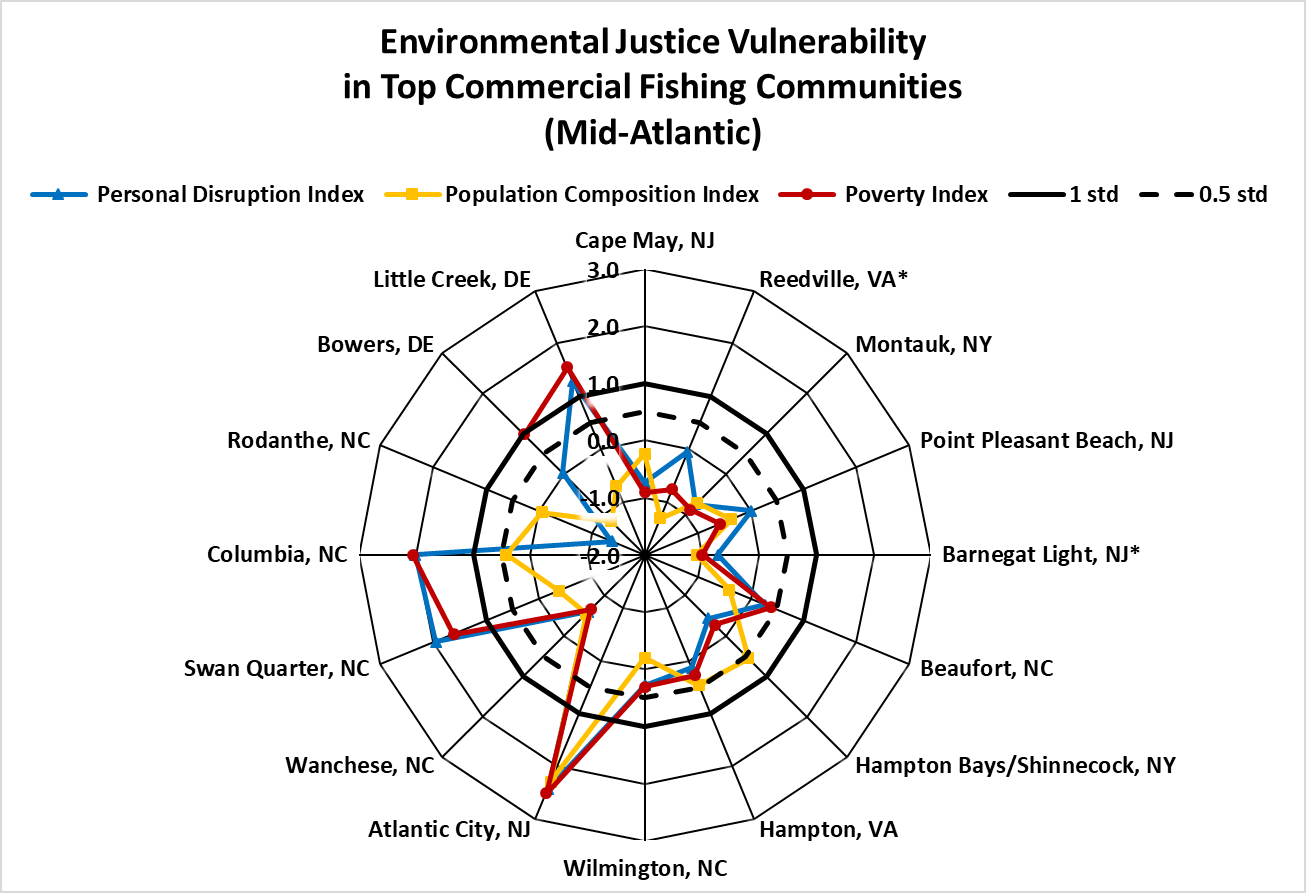 Environmental Justice Vulnerability
in Top Commercial Fishing Communities
(Mid-Atlantic)
Personal Disruption Index
Population Composition Index
Poverty Index
1 std
0.5 std
Cape May, NJ
Reedville, VA*
Montauk, NY
Point Pleasant Beach, NJ
Barnegat Light, NJ*
Beaufort, NC
Hampton Bays/Shinnecock, NY
Hampton, VA
Wilmington, NC
Atlantic City, NJ
Wanchese, NC
Swan Quarter, NC
Columbia, NC
Rodanthe, NC
Bowers, DE
Little Creek, DE
3.0
2.0
1.0
0.0
-1.0
-2.0